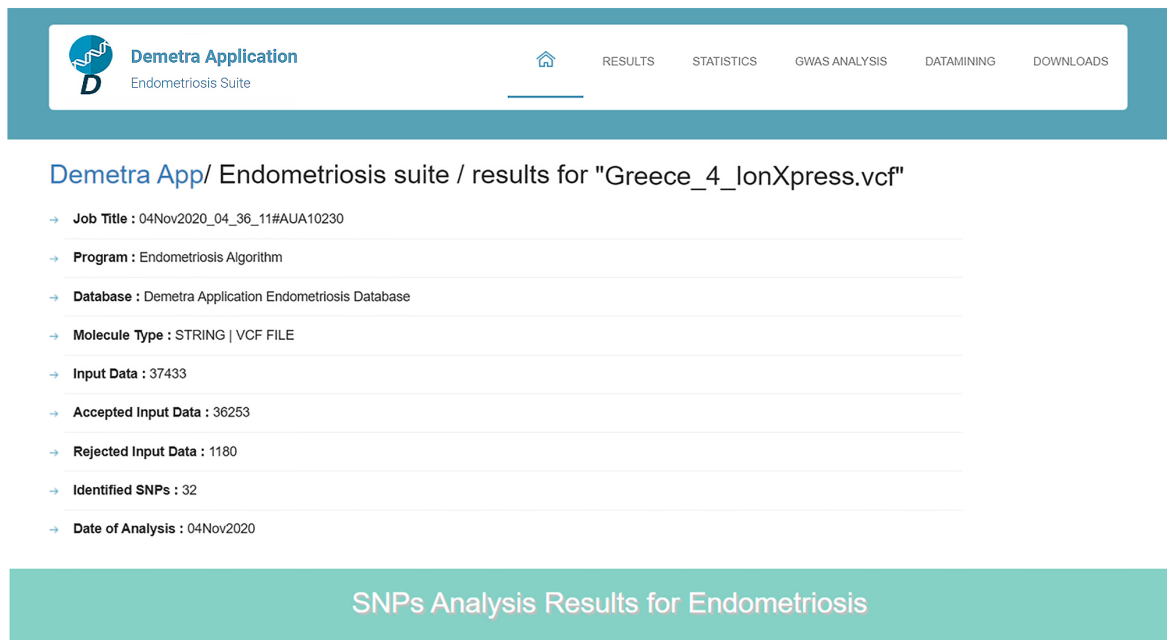 Demetra Application
Endometriosis Suite
D
RESULTS STATISTICS GWAS ANALYSIS DATAMINING DOWNLOADS
Demetra App/ Endometriosis suite / results for "Greece_4_IonXpress.vcf"
Job Title : 04Nov2020_04_36_11#AUA10230
Program : Endometriosis Algorithm
Database : Demetra Application Endometriosis Database
Molecule Type : STRING | VCF FILE
Input Data : 37433
Accepted Input Data : 36253
Rejected Input Data : 1180
Identified SNPs : 32
Date of Analysis : 04Nov2020
SNPs Analysis Results for Endometriosis